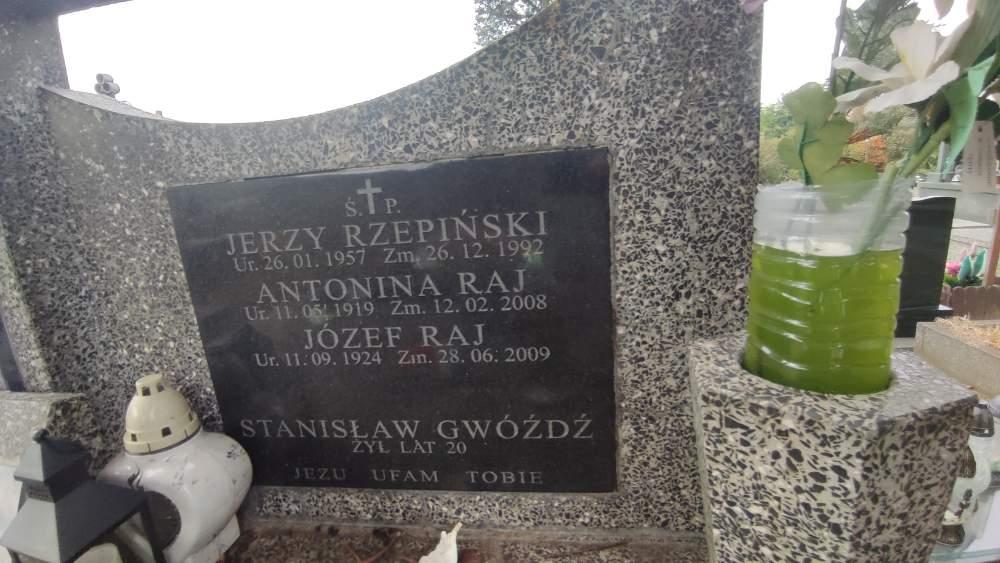 Ś. P.
JERZY RZEPIŃSKI
Ur. 26. 01. 1957 Zm. 26. 12. 1992
ANTONINA RAJ
Ur. 11. 05. 1919 Zm. 12. 02. 2008
JÓZEF RAJ
Ur. 11. 09. 1924 Zm. 28. 06. 2009
STANISŁAW GWÓŹDŹ
ŻYŁ LAT 20
JEZU UFAM TOBIE